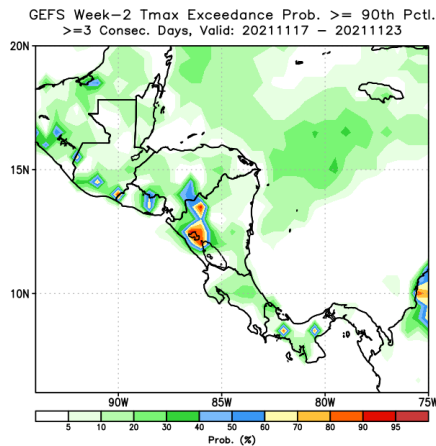 GEFS Week-2 Tmax Exceedance Prob. >= 90th Pctl.
>=3 Consec. Days, Valid: 20211117 - 20211123
20N
15N
10N
90W 85W 80W 75W
5 10 20 30 40 50 60 70 80 90 95
Prob. (%)